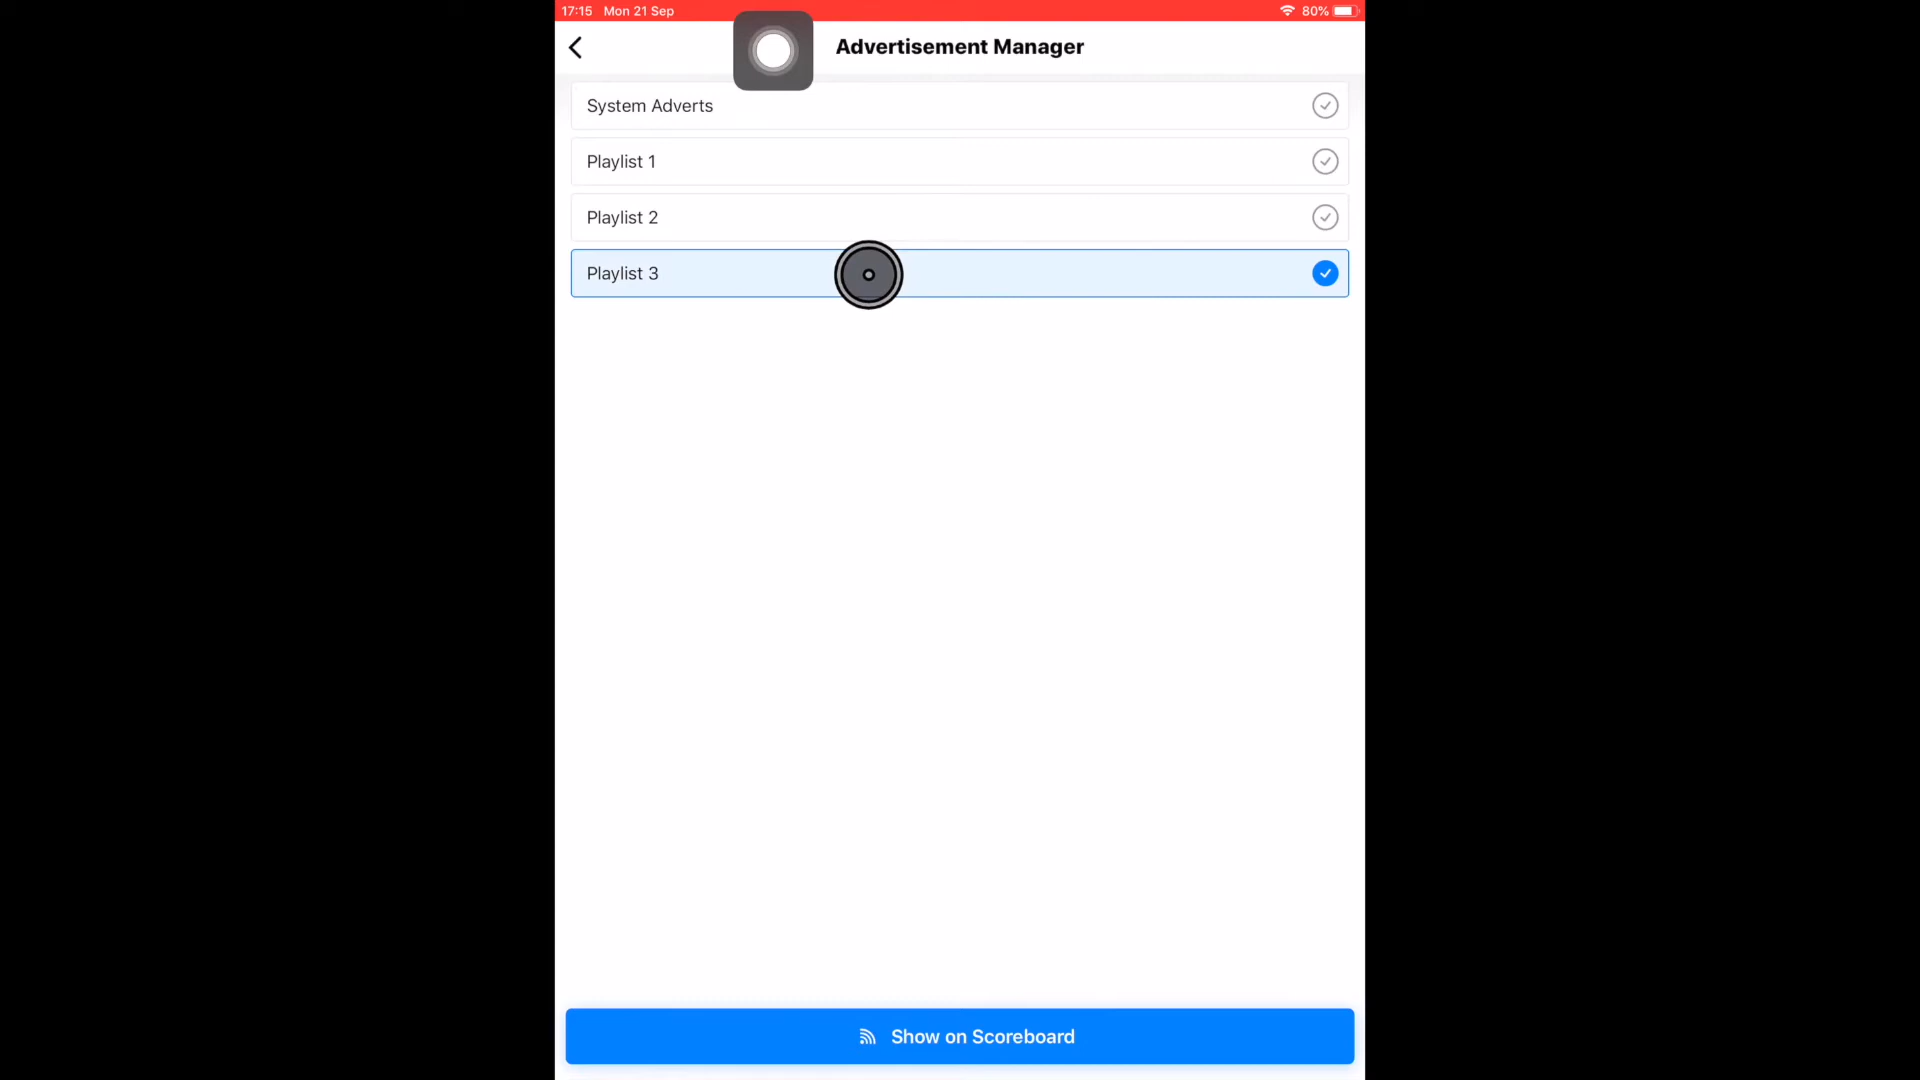 17:15 Mon 21 Sep 80%
Advertisement Manager
System Adverts
Playlist 1
Playlist 2
Playlist 3
Show on Scoreboard